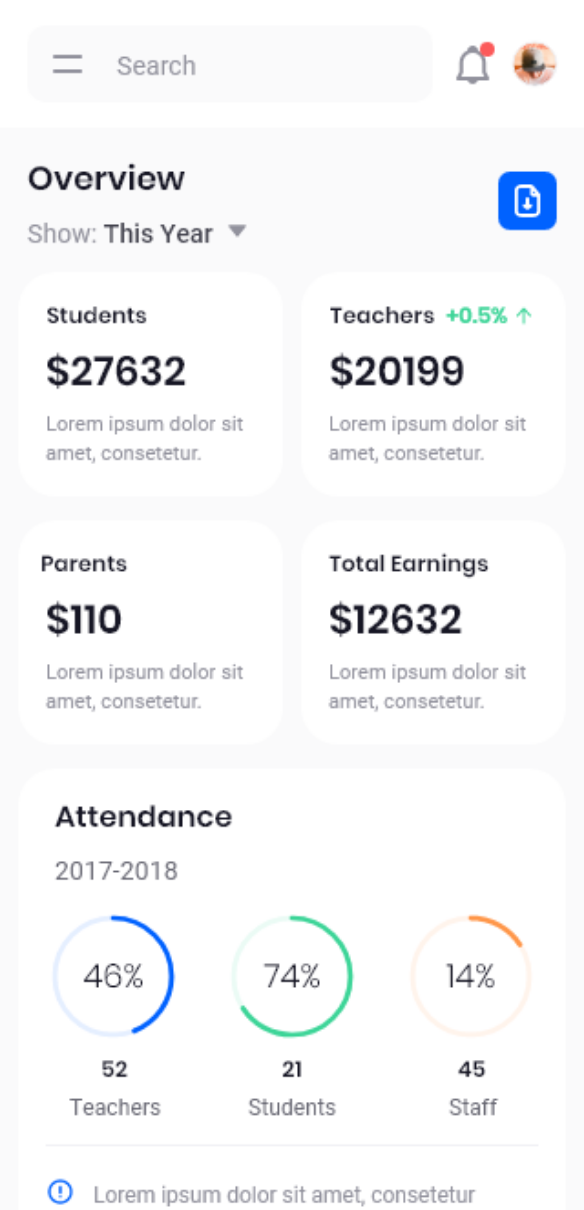 Search
Overview
Show: This Year
Students
$27632
Lorem ipsum dolor sit
amet, consetetur.
Teachers +0.5% ↑
$20199
Lorem ipsum dolor sit
amet, consetetur.
Parents
$110
Lorem ipsum dolor sit
amet, consetetur.
Total Earnings
$12632
Lorem ipsum dolor sit
amet, consetetur.
Attendance
2017-2018
46% 74% 14%
52 21 45
Teachers Students Staff
Lorem ipsum dolor sit amet, consetetur